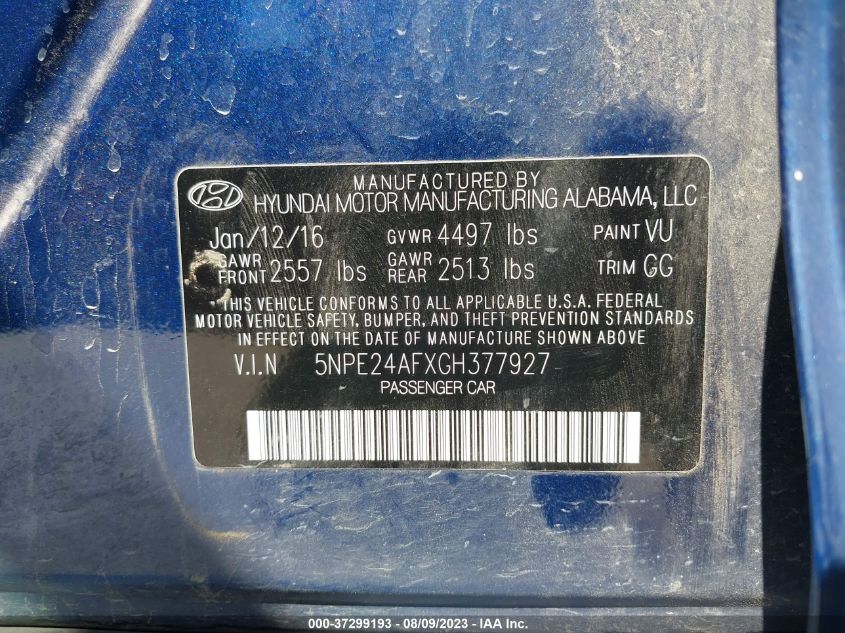 MANUFACTURED BY
HYUNDAI MOTOR MANUFACTURING ALABAMA, LLC
Jan/12/16 GVWR 4497 lbs PAINT VU
GAWR FRONT 2557 lbs GAWR REAR 2513 lbs TRIM GG
THIS VEHICLE CONFORMS TO ALL APPLICABLE U.S.A. FEDERAL
MOTOR VEHICLE SAFETY, BUMPER, AND THEFT PREVENTION STANDARDS
IN EFFECT ON THE DATE OF MANUFACTURE SHOWN ABOVE
V.I.N 5NPE24AFXGH377927
PASSENGER CAR
000-37299193 - 08/09/2023 - IAA Inc.